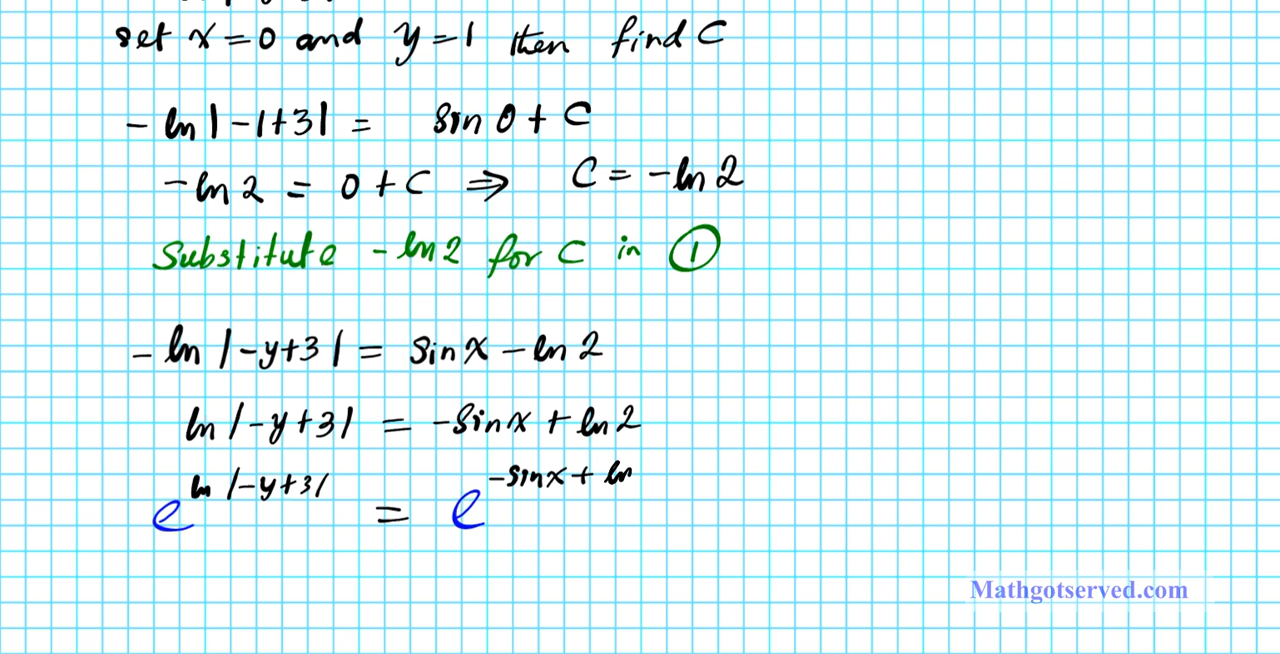 set x = 0 and y = 1 then find C
- ln |-1+3| = sin 0 + C
- ln 2 = 0 + C ⇒ C = - ln 2
Substitute - ln 2 for C in ①
- ln |-y+3| = sin x - ln 2
ln |-y+3| = - sin x + ln 2
e^{ln |-y+3|} = e^{- sin x + ln}
Mathgotserved.com